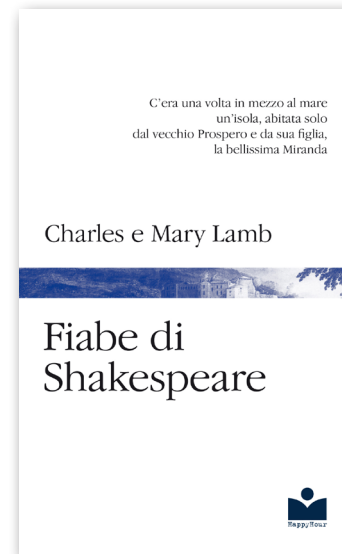 C'era una volta in mezzo al mare
un'isola, abitata solo
dal vecchio Prospero e da sua figlia,
la bellissima Miranda
Charles e Mary Lamb
Fiabe di
Shakespeare
HappyHour